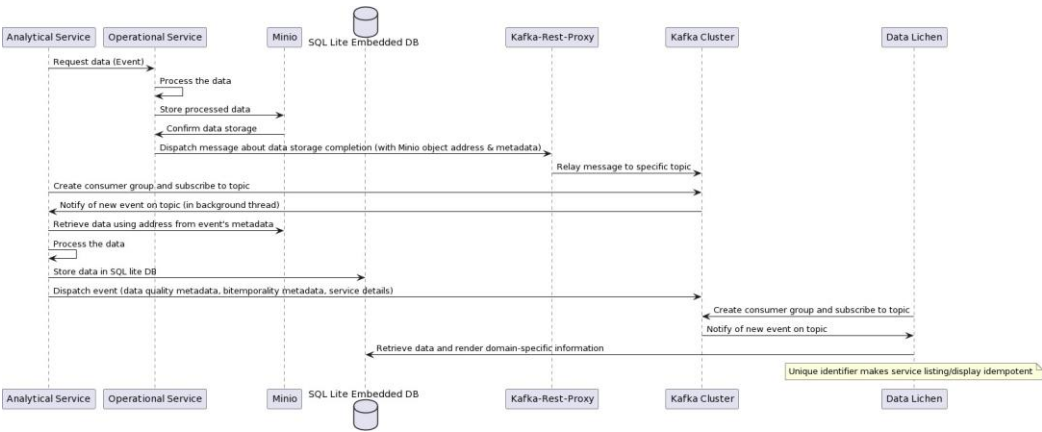 Analytical Service
Operational Service
Minio
SQL Lite Embedded DB
Kafka-Rest-Proxy
Kafka Cluster
Data Lichen
Request data (Event)
Process the data
Store processed data
Confirm data storage
Dispatch message about data storage completion (with Minio object address & metadata)
Relay message to specific topic
Create consumer group and subscribe to topic
Notify of new event on topic (in background thread)
Retrieve data using address from event's metadata
Process the data
Store data in SQL lite DB
Dispatch event (data quality metadata, bitemporality metadata, service details)
Create consumer group and subscribe to topic
Notify of new event on topic
Retrieve data and render domain-specific information
Unique identifier makes service listing/display idempotent
Analytical Service
Operational Service
Minio
SQL Lite Embedded DB
Kafka-Rest-Proxy
Kafka Cluster
Data Lichen